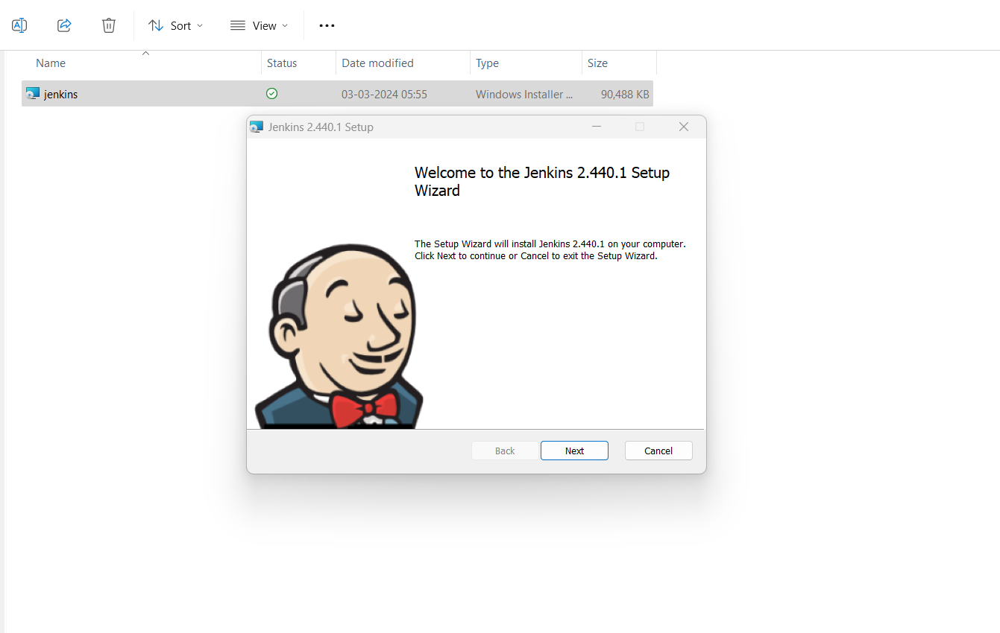 Sort View
Name Status Date modified Type Size
jenkins 03-03-2024 05:55 Windows Installer ... 90,488 KB
Jenkins 2.440.1 Setup
Welcome to the Jenkins 2.440.1 Setup
Wizard
The Setup Wizard will install Jenkins 2.440.1 on your computer.
Click Next to continue or Cancel to exit the Setup Wizard.
Back Next Cancel